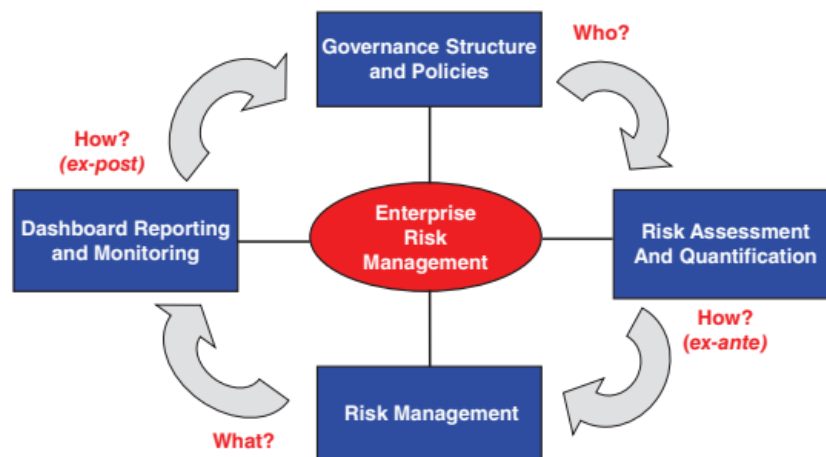 Governance Structure
and Policies
Who?
How?
(ex-post)
Dashboard Reporting
and Monitoring
Enterprise
Risk
Management
Risk Assessment
And Quantification
How?
(ex-ante)
Risk Management
What?